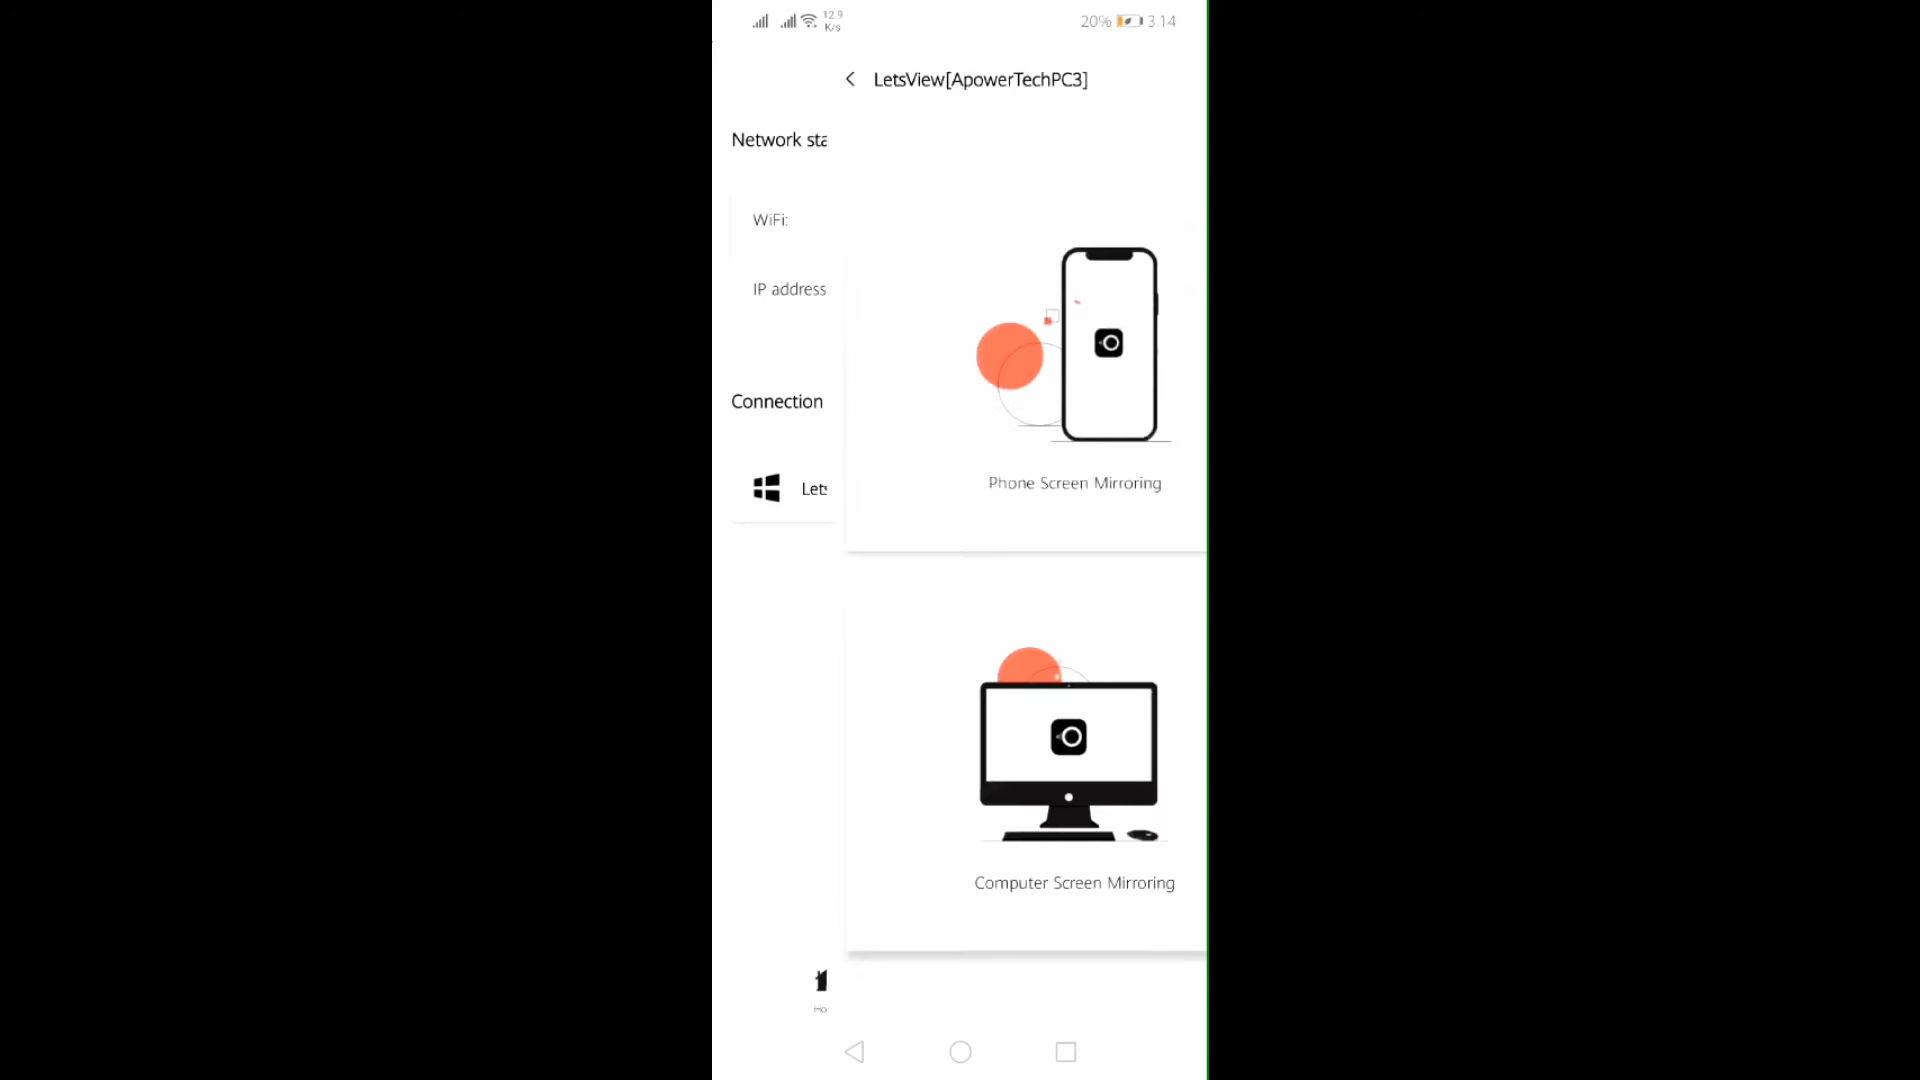 12.9
K/s
20%
3.14
LetsView[ApowerTechPC3]
Network sta
WiFi:
IP address
Connection
Lets
Phone Screen Mirroring
Computer Screen Mirroring
Ho